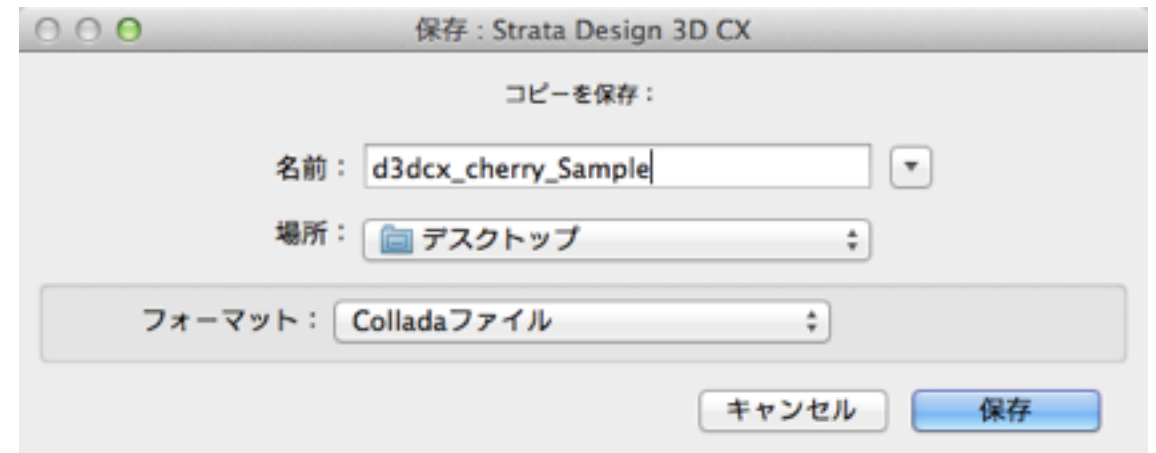 保存 : Strata Design 3D CX
コピーを保存：
名前： d3dcx_cherry_Sample
場所： デスクトップ
フォーマット： Colladaファイル
キャンセル 保存